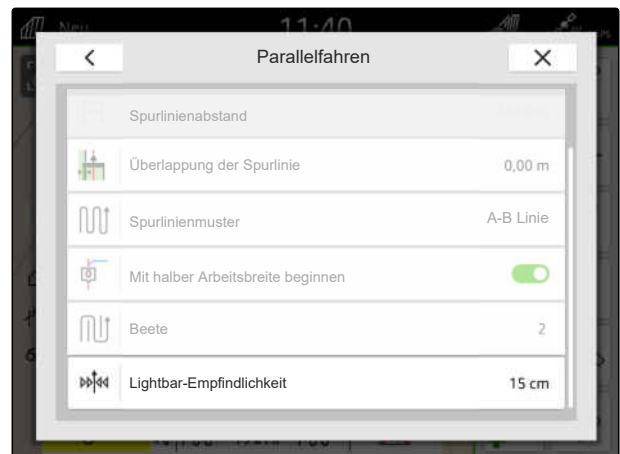 Neu
11:40
Parallelfahren
Spurlinienabstand
Überlappung der Spurlinie 0,00 m
Spurlinienmuster A-B Linie
Mit halber Arbeitsbreite beginnen
Beete 2
Lightbar-Empfindlichkeit 15 cm